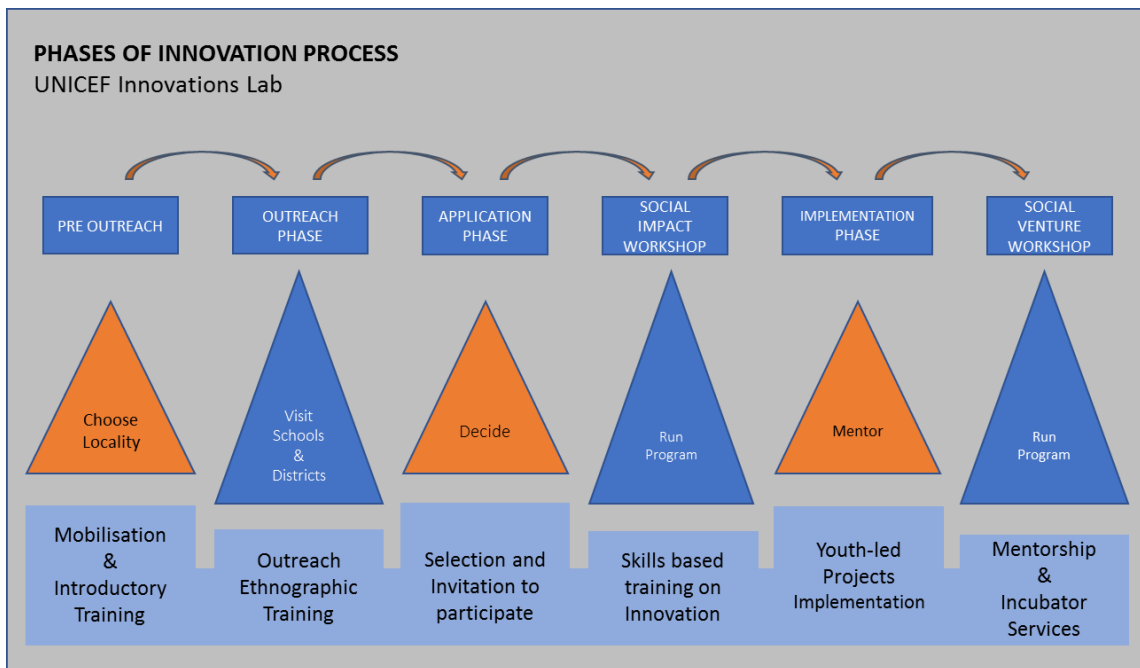 PHASES OF INNOVATION PROCESS
UNICEF Innovations Lab
PRE OUTREACH
OUTREACH
PHASE
APPLICATION
PHASE
SOCIAL
IMPACT
WORKSHOP
IMPLEMENTATION
PHASE
SOCIAL
VENTURE
WORKSHOP
Choose
Locality
Visit
Schools
&
Districts
Decide
Run
Program
Mentor
Run
Program
Mobilisation
&
Introductory
Training
Outreach
Ethnographic
Training
Selection and
Invitation to
participate
Skills based
training on
Innovation
Youth-led
Projects
Implementation
Mentorship
&
Incubator
Services